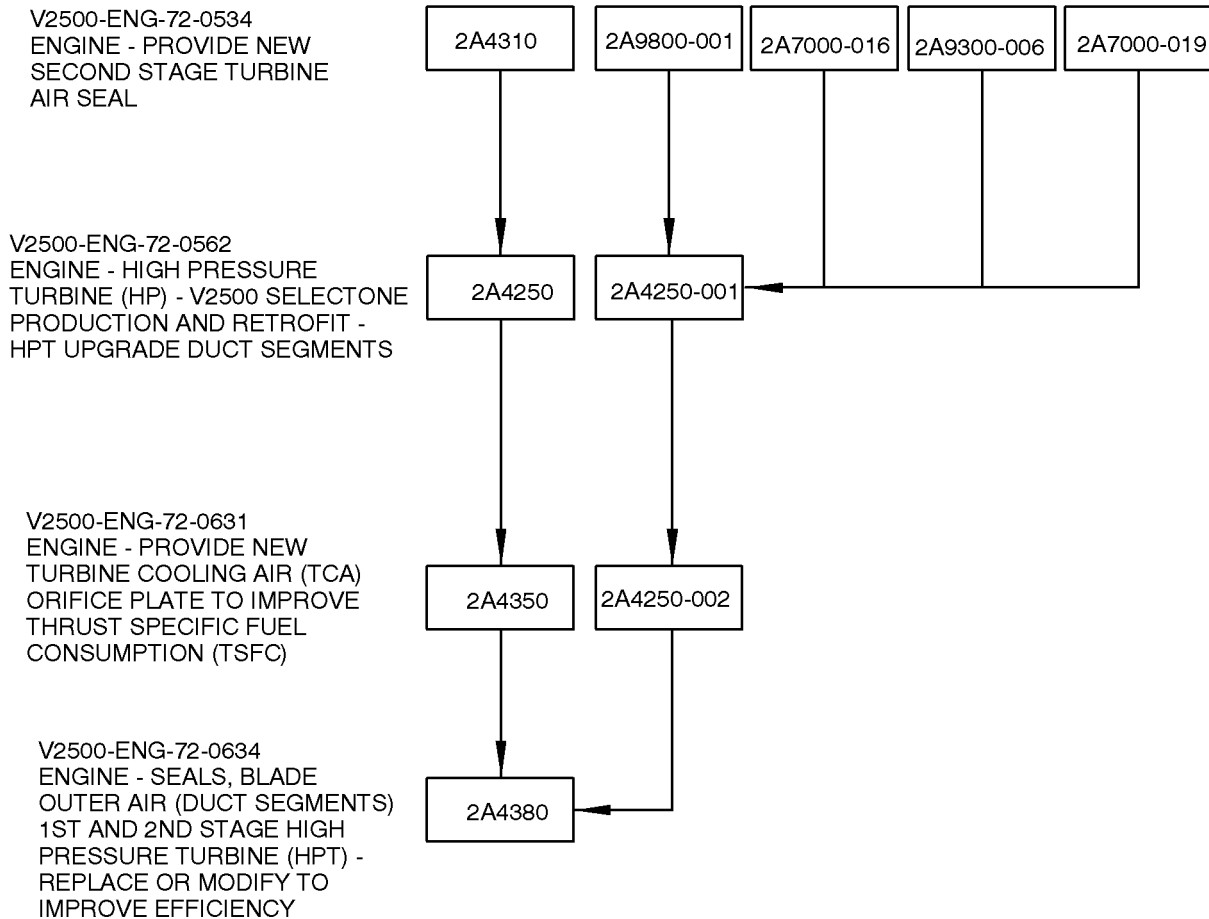 V2500-ENG-72-0534
ENGINE - PROVIDE NEW
SECOND STAGE TURBINE
AIR SEAL
2A4310
2A9800-001
2A7000-016
2A9300-006
2A7000-019
V2500-ENG-72-0562
ENGINE - HIGH PRESSURE
TURBINE (HP) - V2500 SELECTONE
PRODUCTION AND RETROFIT -
HPT UPGRADE DUCT SEGMENTS
2A4250
2A4250-001
V2500-ENG-72-0631
ENGINE - PROVIDE NEW
TURBINE COOLING AIR (TCA)
ORIFICE PLATE TO IMPROVE
THRUST SPECIFIC FUEL
CONSUMPTION (TSFC)
2A4350
2A4250-002
V2500-ENG-72-0634
ENGINE - SEALS, BLADE
OUTER AIR (DUCT SEGMENTS)
1ST AND 2ND STAGE HIGH
PRESSURE TURBINE (HPT) -
REPLACE OR MODIFY TO
IMPROVE EFFICIENCY
2A4380